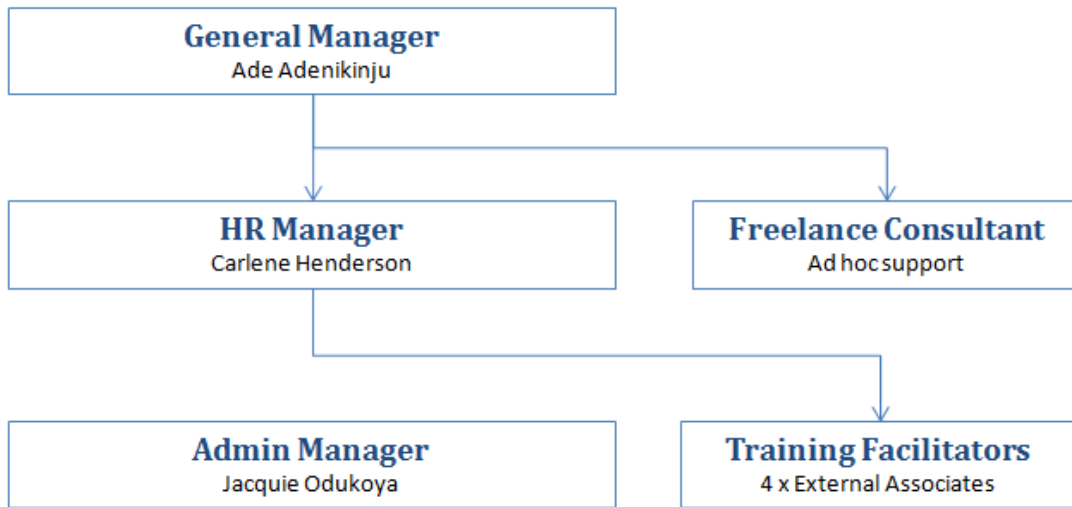 General Manager
Ade Adenikinju
HR Manager
Carlene Henderson
Freelance Consultant
Ad hoc support
Admin Manager
Jacquie Odukoya
Training Facilitators
4 x External Associates